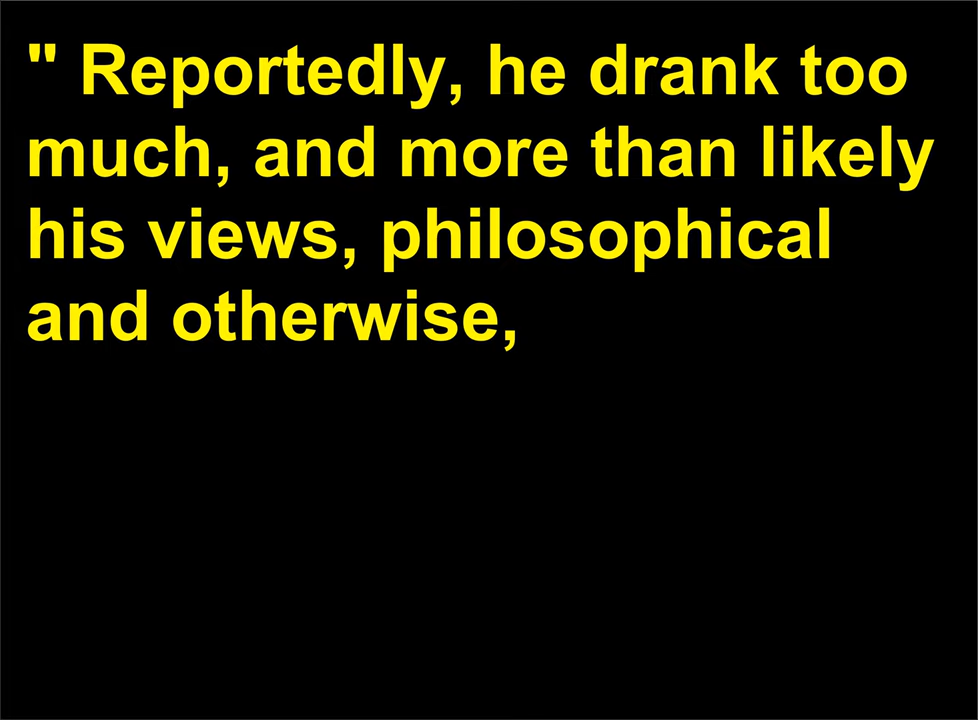 " Reportedly, he drank too
much, and more than likely
his views, philosophical
and otherwise,